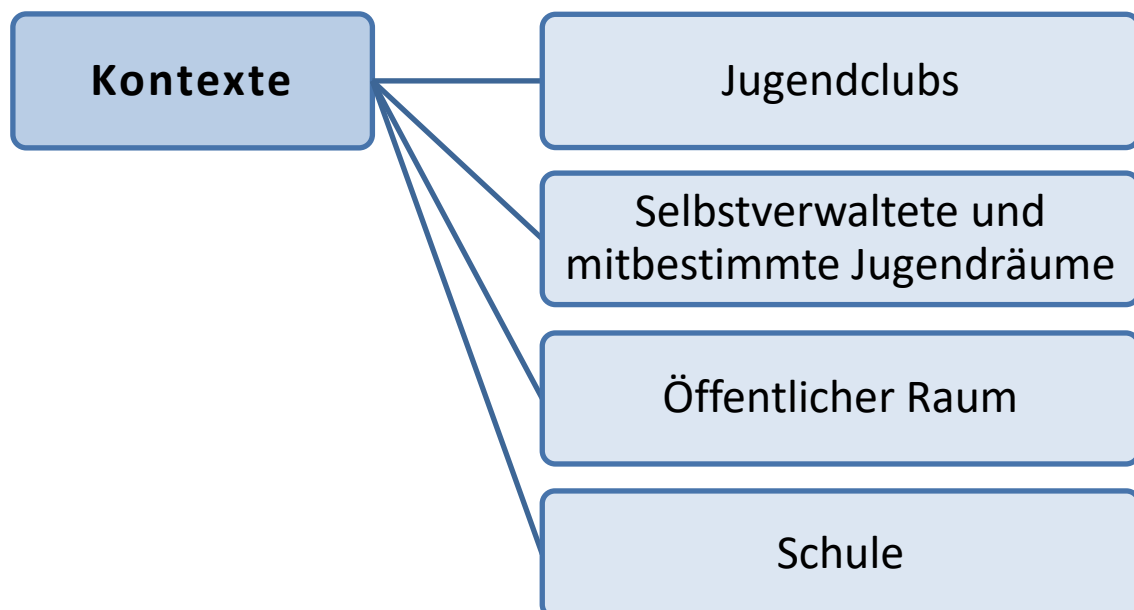 Kontexte
Jugendclubs
Selbstverwaltete und
mitbestimmte Jugendräume
Öffentlicher Raum
Schule